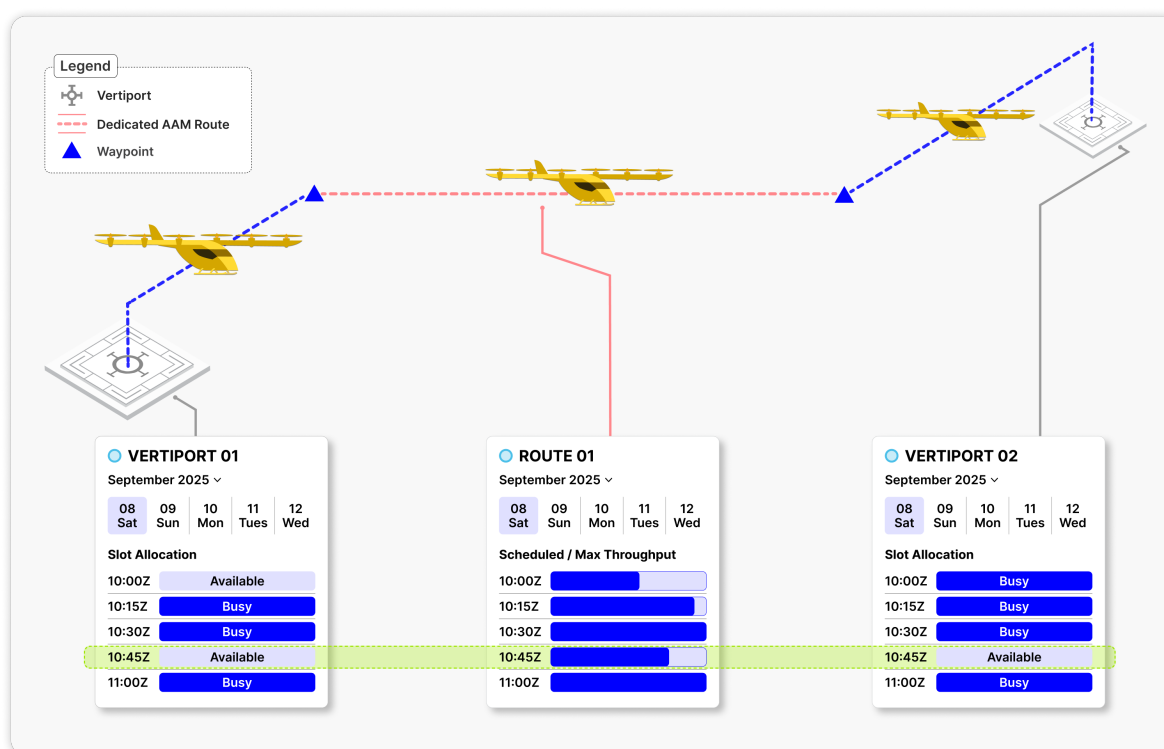 Legend
Vertiport
Dedicated AAM Route
Waypoint
VERTIPORT 01
September 2025
08 09 10 11 12
Sat Sun Mon Tues Wed
Slot Allocation
10:00Z Available
10:15Z Busy
10:30Z Busy
10:45Z Available
11:00Z Busy
ROUTE 01
September 2025
08 09 10 11 12
Sat Sun Mon Tues Wed
Scheduled / Max Throughput
10:00Z
10:15Z
10:30Z
10:45Z
11:00Z
VERTIPORT 02
September 2025
08 09 10 11 12
Sat Sun Mon Tues Wed
Slot Allocation
10:00Z Busy
10:15Z Busy
10:30Z Busy
10:45Z Available
11:00Z Busy